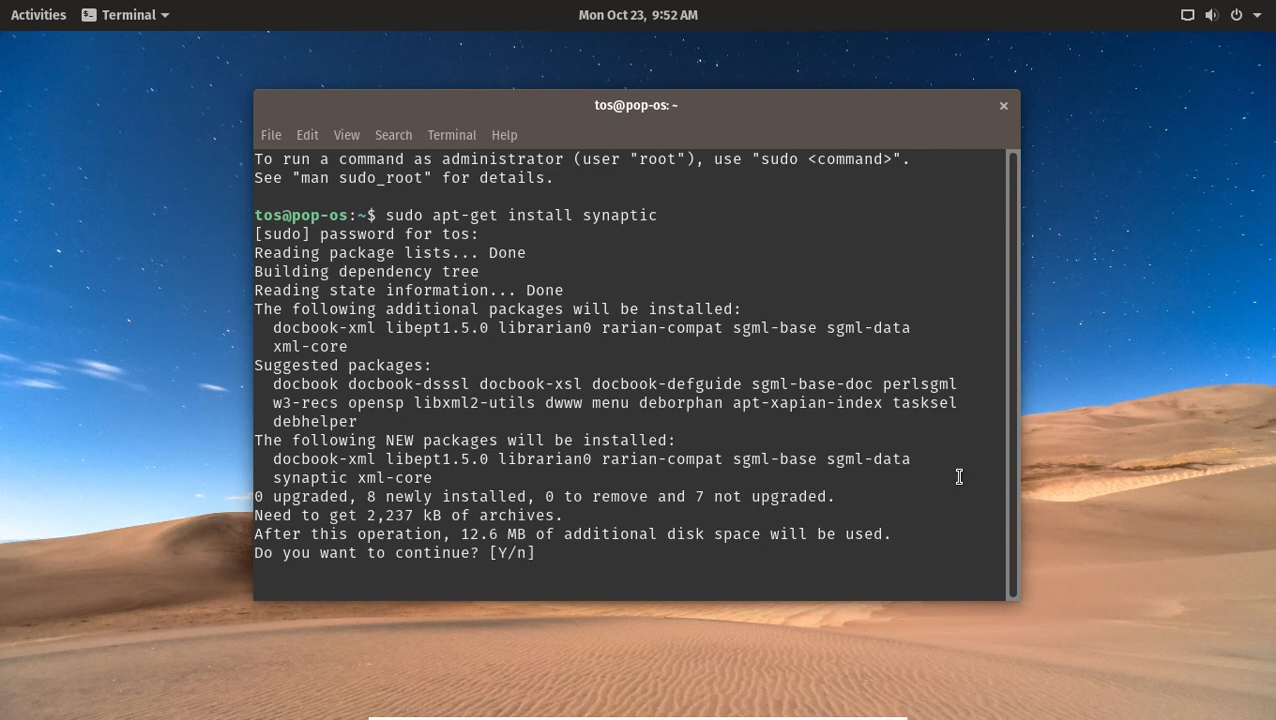 Activities Terminal Mon Oct 23, 9:52 AM
tos@pop-os: ~
File Edit View Search Terminal Help
To run a command as administrator (user "root"), use "sudo <command>".
See "man sudo_root" for details.
tos@pop-os:~$ sudo apt-get install synaptic
[sudo] password for tos:
Reading package lists... Done
Building dependency tree
Reading state information... Done
The following additional packages will be installed:
docbook-xml libept1.5.0 librarian0 rarian-compat sgml-base sgml-data
xml-core
Suggested packages:
docbook docbook-dsssl docbook-xsl docbook-defguide sgml-base-doc perlsgml
w3-recs opensp libxml2-utils dwww menu deborphan apt-xapian-index tasksel
debhelper
The following NEW packages will be installed:
docbook-xml libept1.5.0 librarian0 rarian-compat sgml-base sgml-data
synaptic xml-core
0 upgraded, 8 newly installed, 0 to remove and 7 not upgraded.
Need to get 2,237 kB of archives.
After this operation, 12.6 MB of additional disk space will be used.
Do you want to continue? [Y/n]